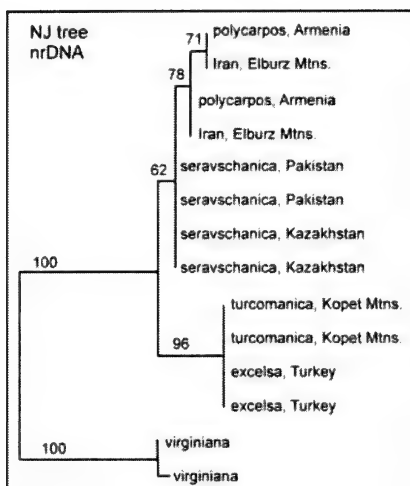 NJ tree
nrDNA
71
polycarpos, Armenia
Iran, Elburz Mtns.
78
polycarpos, Armenia
Iran, Elburz Mtns.
62
seravschanica, Pakistan
seravschanica, Pakistan
seravschanica, Kazakhstan
seravschanica, Kazakhstan
100
turcomanica, Kopet Mtns.
turcomanica, Kopet Mtns.
96
excelsa, Turkey
excelsa, Turkey
100
virginiana
virginiana